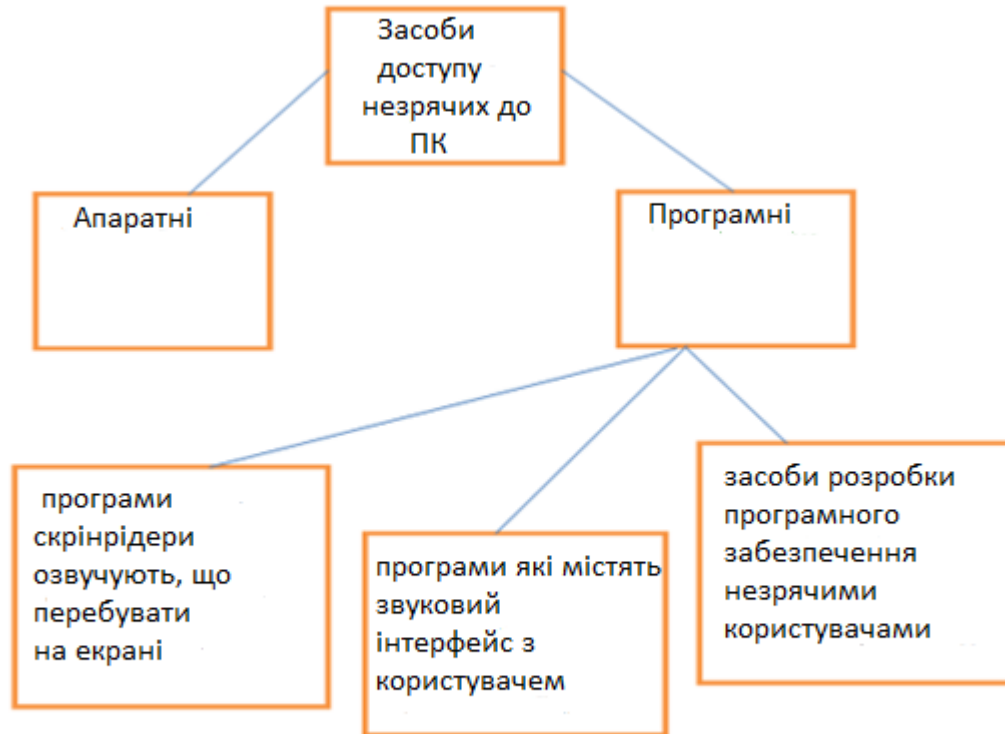 Засоби
доступу
незрячих до
ПК
Апаратні
Програмні
програми
скрінрідери
озвучують, що
перебувати
на екрані
програми які містять
звуковий
інтерфейс з
користувачем
засоби розробки
програмного
забезпечення
незрячими
користувачами